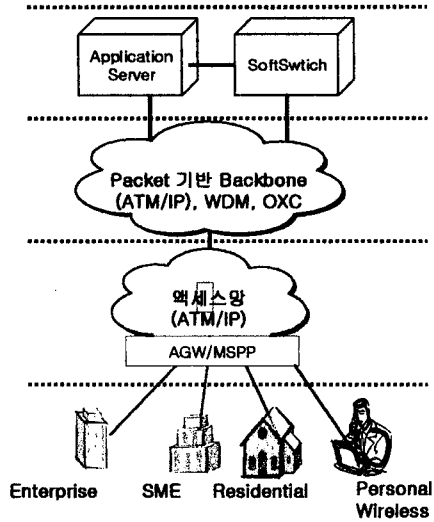 Application
Server
SoftSwtich
Packet 기반 Backbone
(ATM/IP), WDM, OXC
액세스망
(ATM/IP)
AGW/MSPP
Enterprise
SME
Residential
Personal
Wireless